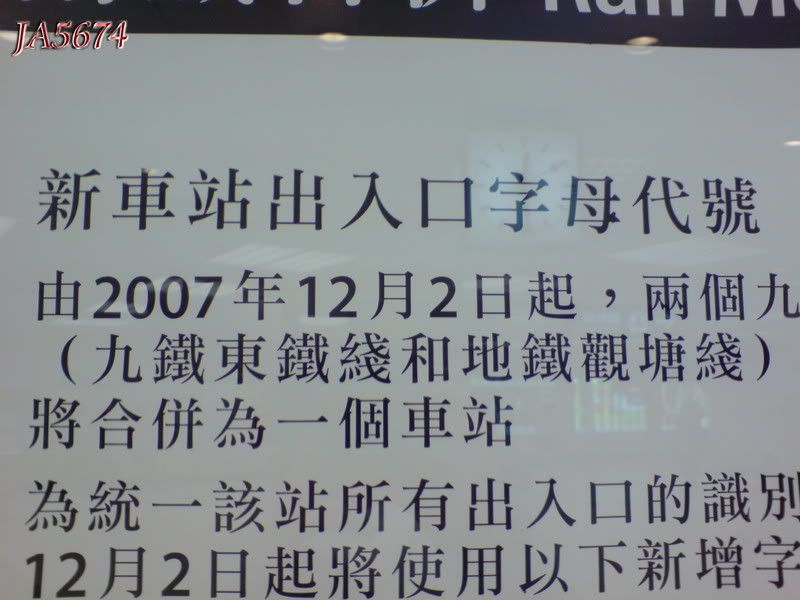 JA5674
Rail M
新車站出入口字母代號
由2007年12月2日起，兩個九
（九鐵東鐵綫和地鐵觀塘綫）
將合併為一個車站
為統一該站所有出入口的識別
12月2日起將使用以下新增字